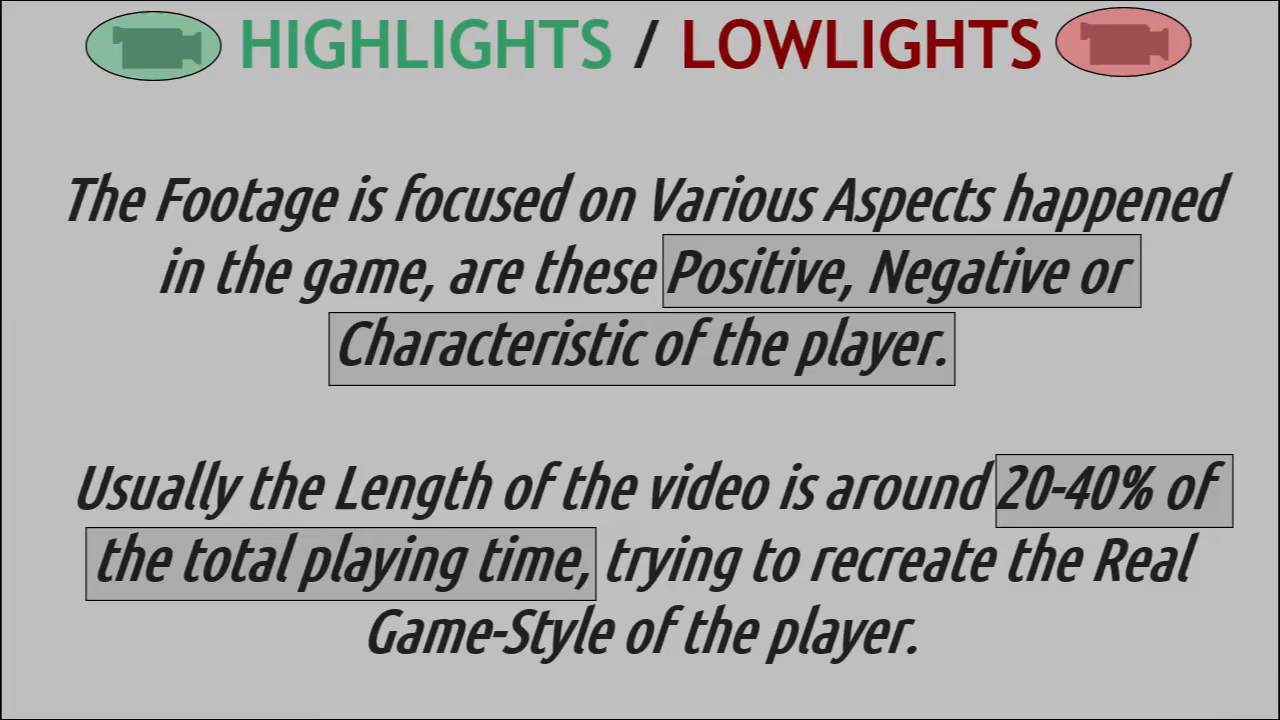 HIGHLIGHTS / LOWLIGHTS
The Footage is focused on Various Aspects happened
in the game, are these Positive, Negative or
Characteristic of the player.
Usually the Length of the video is around 20-40% of
the total playing time, trying to recreate the Real
Game-Style of the player.